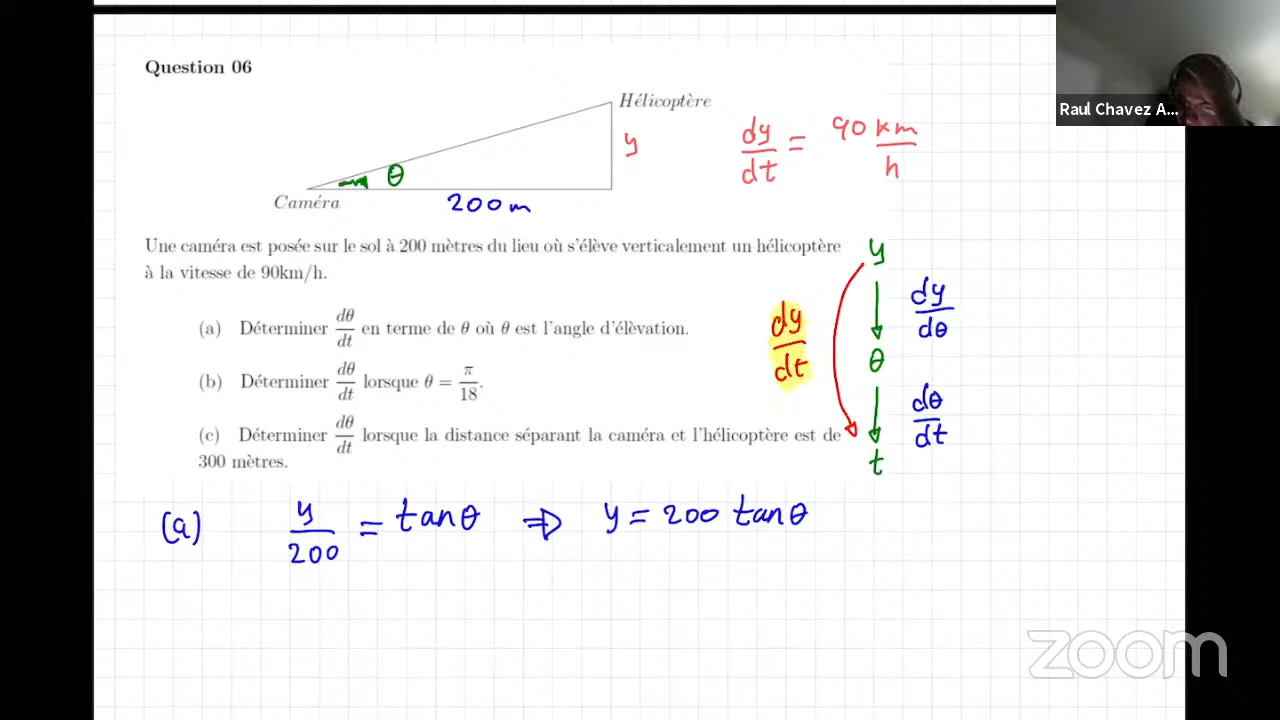 Question 06
Hélicoptère
y
dy/dt = 90 km/h
θ
Caméra
200 m
Une caméra est posée sur le sol à 200 mètres du lieu où s'élève verticalement un hélicoptère
à la vitesse de 90km/h.
y
dy/dθ
dy/dt
θ
dθ/dt
t
(a) Déterminer dθ/dt en terme de θ où θ est l'angle d'élèvation.
(b) Déterminer dθ/dt lorsque θ = π/18.
(c) Déterminer dθ/dt lorsque la distance séparant la caméra et l'hélicoptère est de
300 mètres.
(a) y/200 = tanθ ⇒ y = 200 tanθ
Raul Chavez A...
zoom